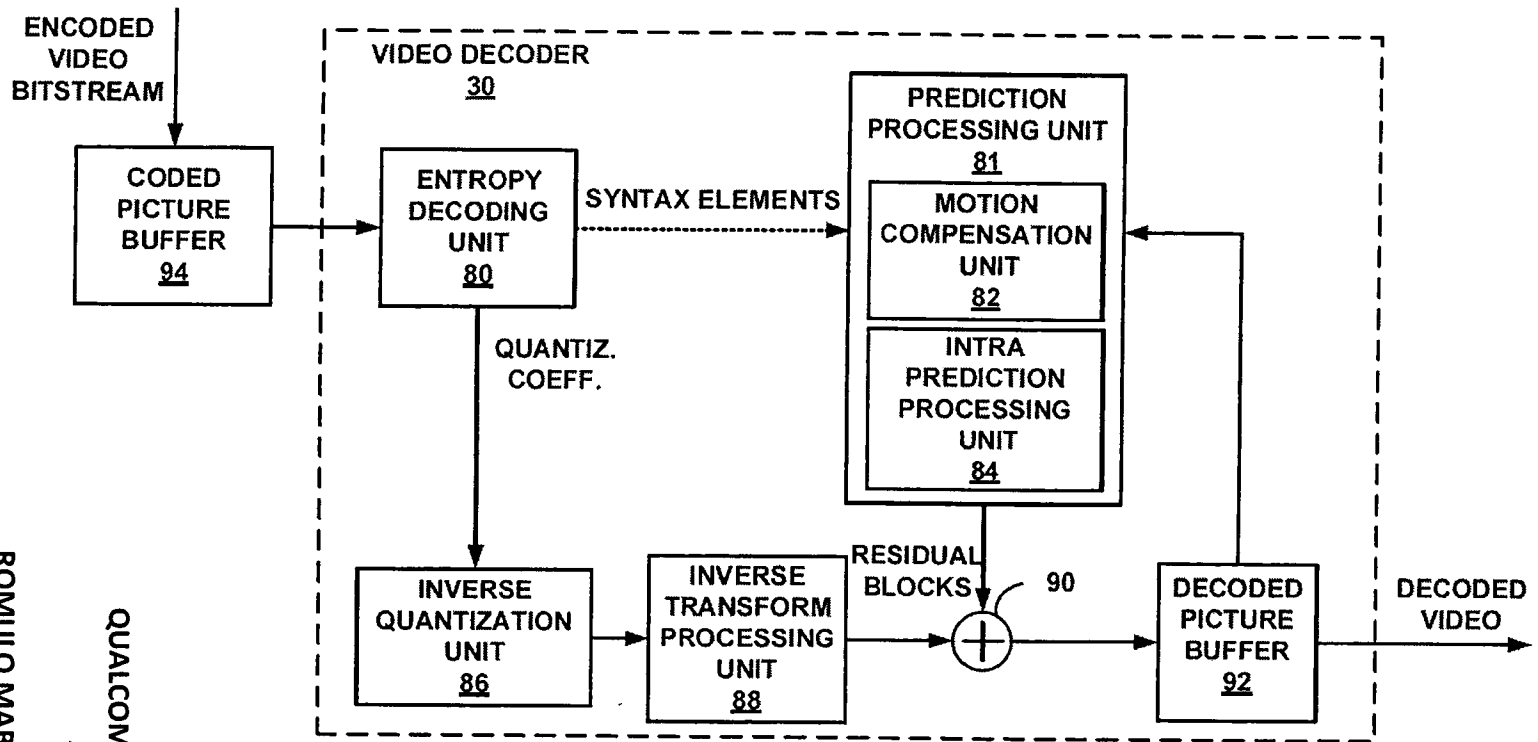 ENCODED
VIDEO
BITSTREAM
CODED
PICTURE
BUFFER
94
VIDEO DECODER
30
ENTROPY
DECODING
UNIT
80
SYNTAX ELEMENTS
PREDICTION
PROCESSING UNIT
81
MOTION
COMPENSATION
UNIT
82
INTRA
PREDICTION
PROCESSING
UNIT
84
QUANTIZ.
COEFF.
INVERSE
QUANTIZATION
UNIT
86
INVERSE
TRANSFORM
PROCESSING
UNIT
88
RESIDUAL
BLOCKS
90
DECODED
PICTURE
BUFFER
92
DECODED
VIDEO